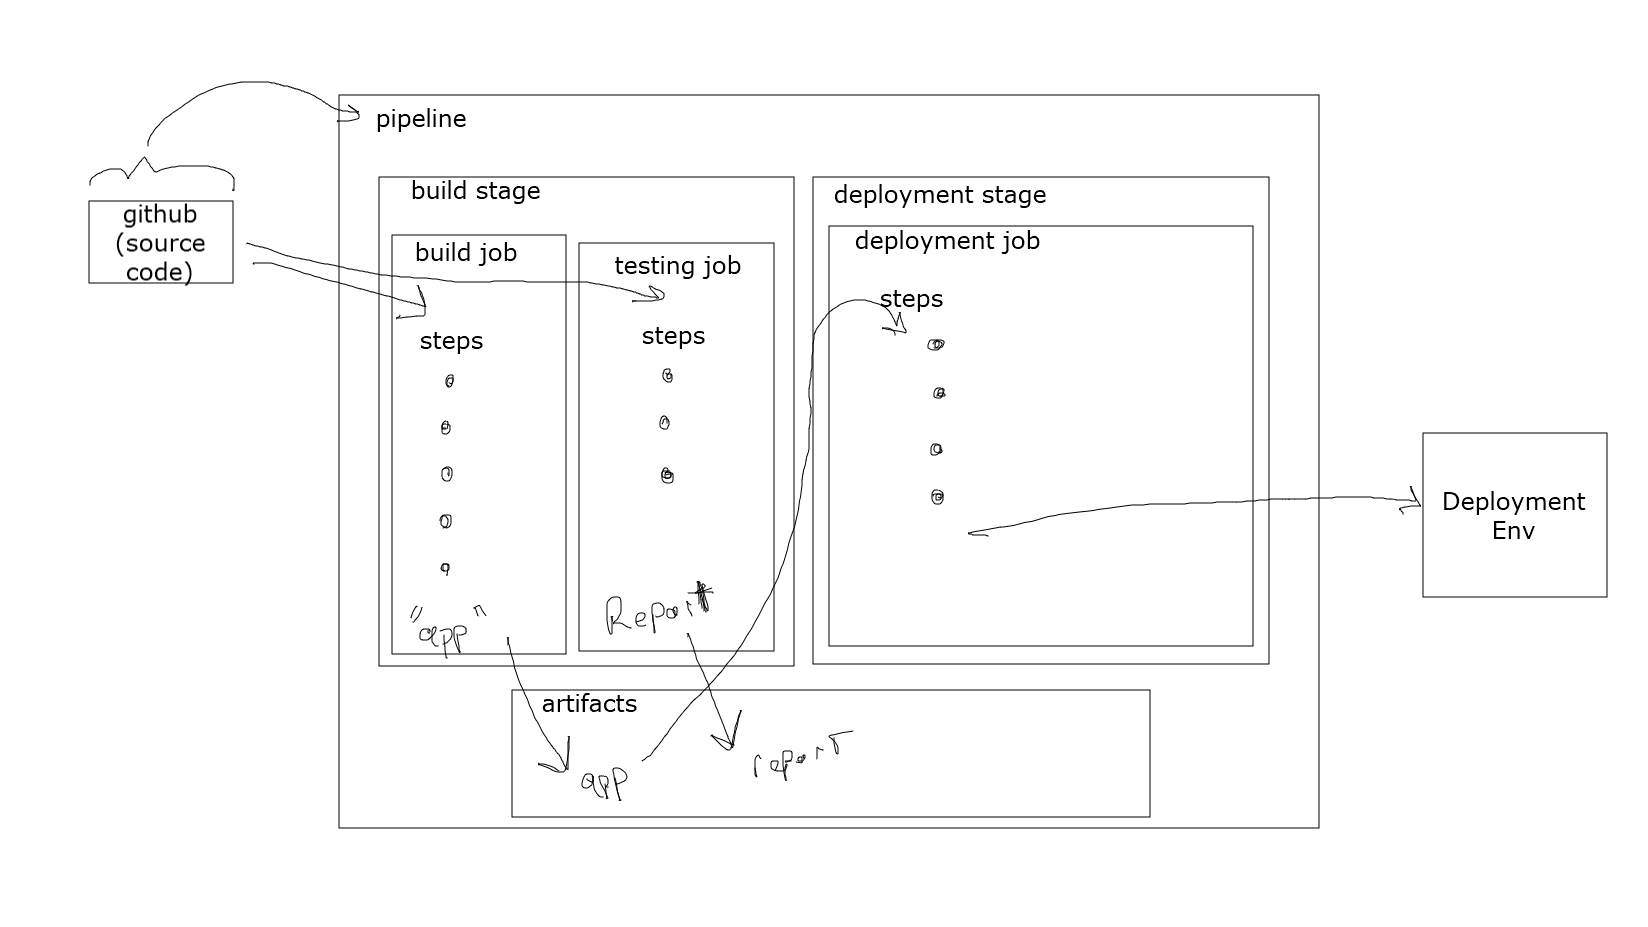 pipeline
github
(source
code)
build stage
build job
steps
"app"
testing job
steps
Report
deployment stage
deployment job
steps
artifacts
app
report
Deployment
Env